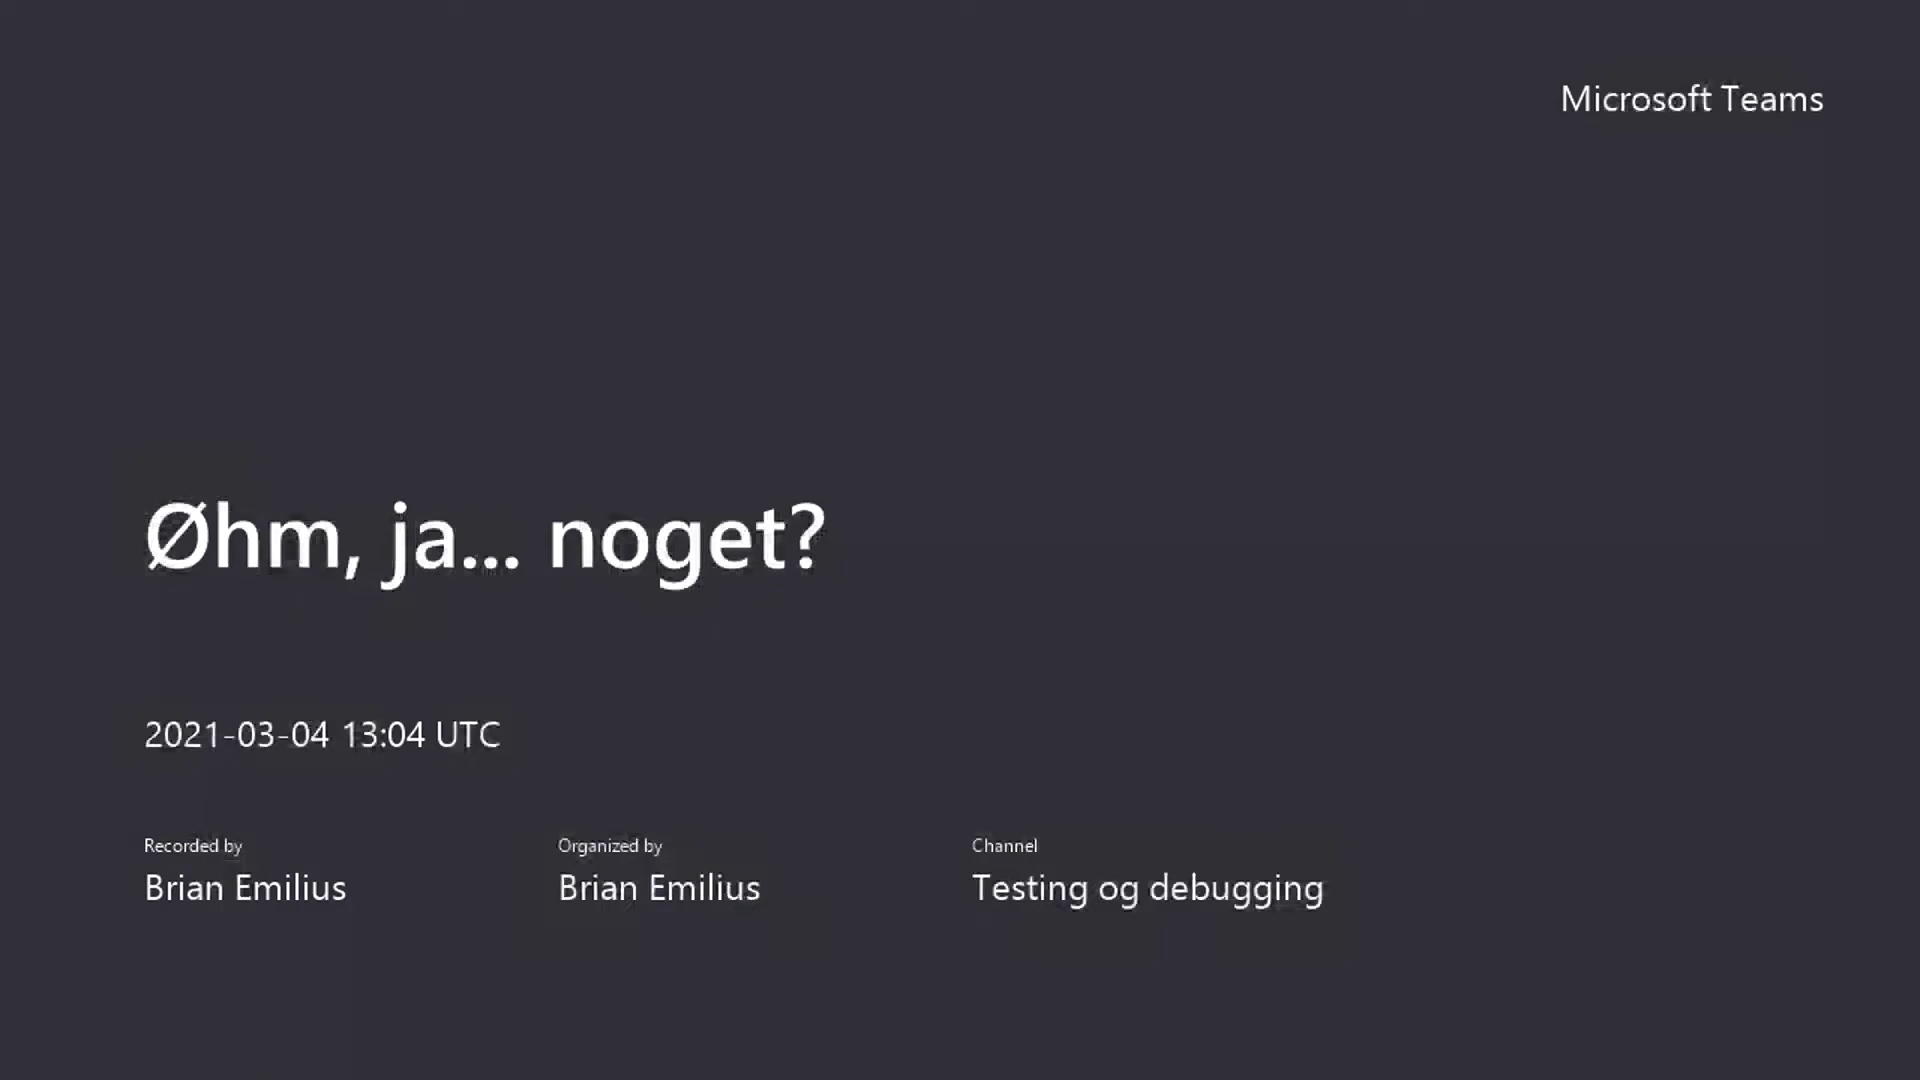 Microsoft Teams
Øhm, ja... noget?
2021-03-04 13:04 UTC
Recorded by
Brian Emilius
Organized by
Brian Emilius
Channel
Testing og debugging